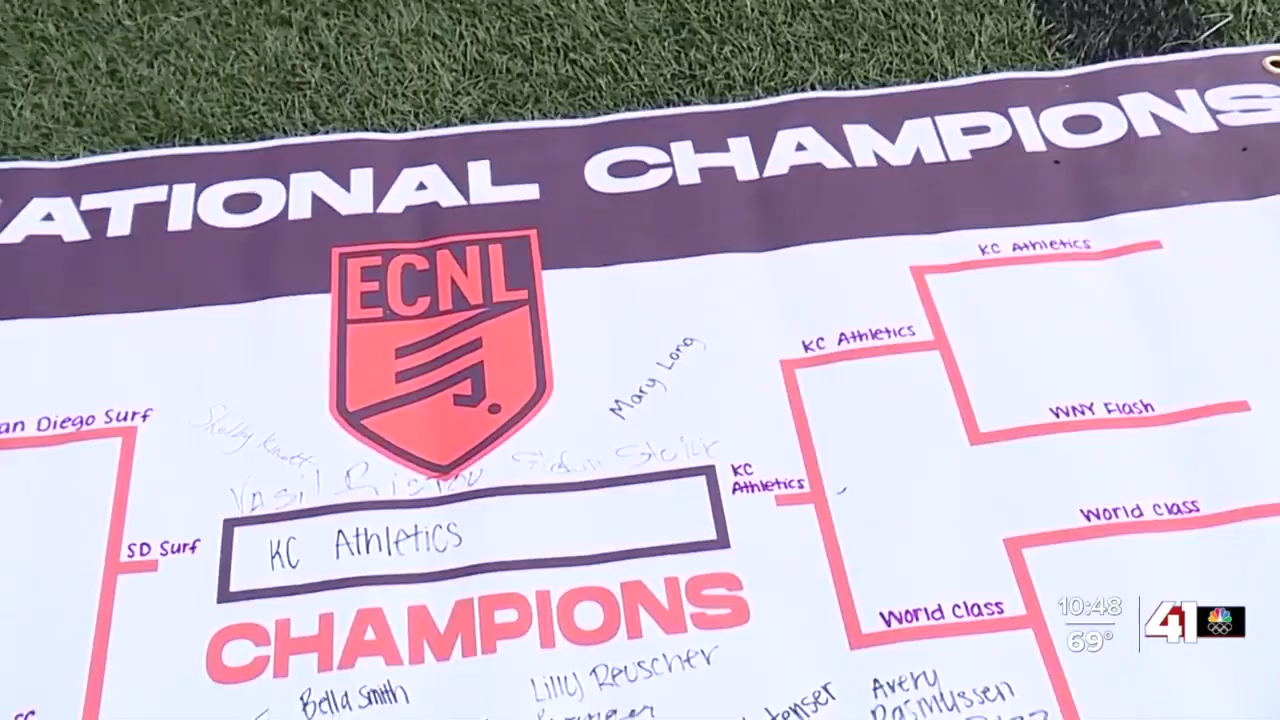 ATIONAL CHAMPIONS
ECNL
KC Athletics
KC Athletics
Mary Long
WNY Flash
an Diego Surf
KC
Athletics
World class
SD Surf
KC Athletics
CHAMPIONS
World class
10:48
69°
41
Lilly Reuscher
Bella Smith
Avery
Rasmussen